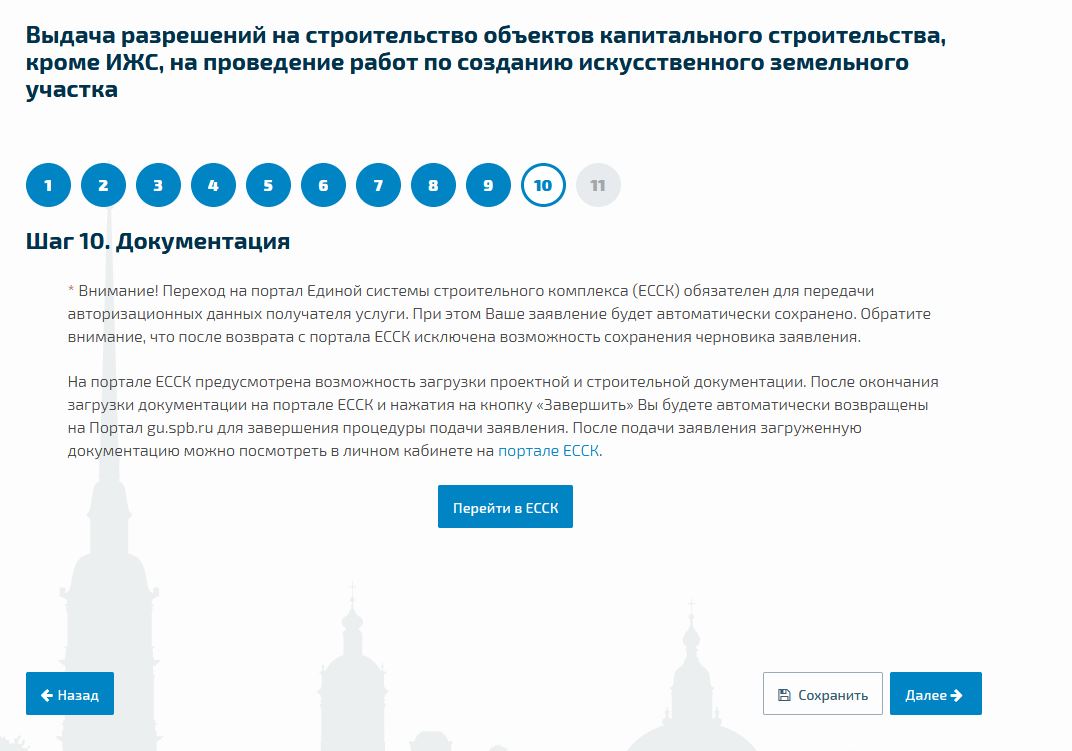 Выдача разрешений на строительство объектов капитального строительства,
кроме ИЖС, на проведение работ по созданию искусственного земельного
участка
1 2 3 4 5 6 7 8 9 10 11
Шаг 10. Документация
* Внимание! Переход на портал Единой системы строительного комплекса (ЕССК) обязателен для передачи
авторизационных данных получателя услуги. При этом Ваше заявление будет автоматически сохранено. Обратите
внимание, что после возврата с портала ЕССК исключена возможность сохранения черновика заявления.
На портале ЕССК предусмотрена возможность загрузки проектной и строительной документации. После окончания
загрузки документации на портале ЕССК и нажатия на кнопку «Завершить» Вы будете автоматически возвращены
на Портал gu.spb.ru для завершения процедуры подачи заявления. После подачи заявления загруженную
документацию можно посмотреть в личном кабинете на портале ЕССК.
Перейти в ЕССК
Назад Сохранить Далее